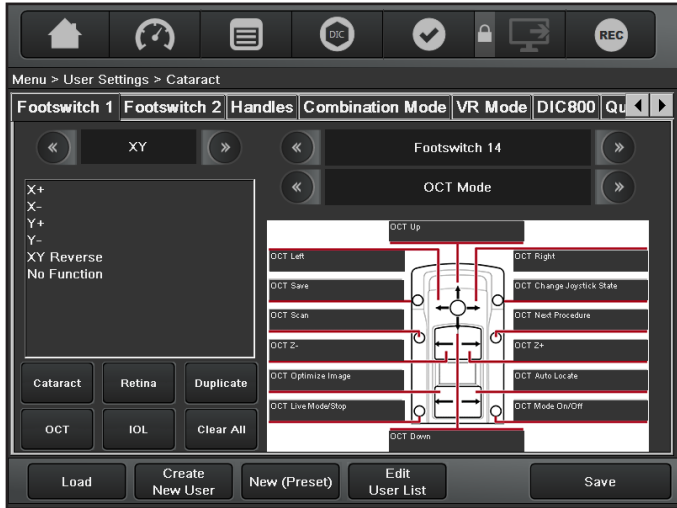 DIC
REC
Menu > User Settings > Cataract
Footswitch 1 Footswitch 2 Handles Combination Mode VR Mode DIC800 Qu
XY
Footswitch 14
OCT Mode
X+
X-
Y+
Y-
XY Reverse
No Function
OCT Up
OCT Left
OCT Right
OCT Save
OCT Change Joystick State
OCT Scan
OCT Next Procedure
OCT Z-
OCT Z+
OCT Optimize Image
OCT Auto Locate
OCT Live Mode/Stop
OCT Mode On/Off
OCT Down
Cataract
Retina
Duplicate
OCT
IOL
Clear All
Load
Create
New User
New (Preset)
Edit
User List
Save